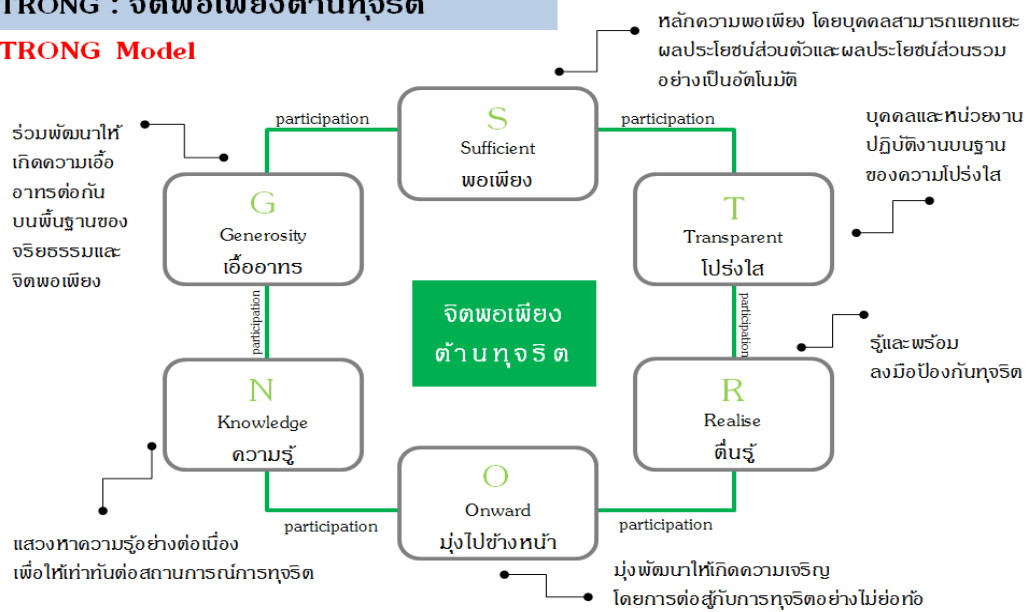 TRONG : จิตพอเพียงต้านทุจริต
TRONG Model
หลักความพอเพียง โดยบุคคลสามารถแยกแยะ
ผลประโยชน์ส่วนตัวและผลประโยชน์ส่วนรวม
อย่างเป็นอัตโนมัติ
participation
S
Sufficient
พอเพียง
participation
ร่วมพัฒนาให้
เกิดความเอื้อ
อาทรต่อกัน
บนพื้นฐานของ
จริยธรรมและ
จิตพอเพียง
G
Generosity
เอื้ออาทร
T
Transparent
โปร่งใส
บุคคลและหน่วยงาน
ปฏิบัติงานบนฐาน
ของความโปร่งใส
participation
จิตพอเพียง
ต้านทุจริต
participation
รู้และพร้อม
ลงมือป้องกันทุจริต
N
Knowledge
ความรู้
R
Realise
ตื่นรู้
O
Onward
มุ่งไปข้างหน้า
participation
participation
แสวงหาความรู้อย่างต่อเนื่อง
เพื่อให้เท่าทันต่อสถานการณ์การทุจริต
มุ่งพัฒนาให้เกิดความเจริญ
โดยการต่อสู้กับการทุจริตอย่างไม่ย่อท้อ